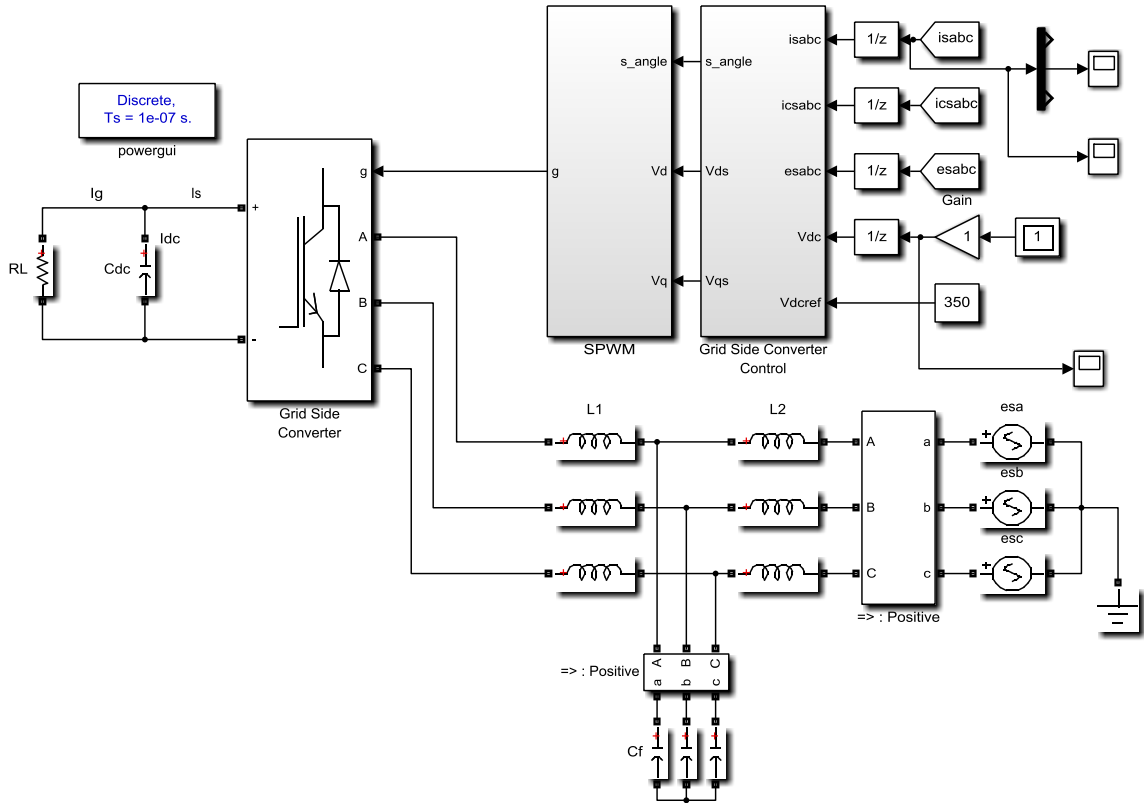 isabc
1/z
isabc
s_angle
s_angle
Discrete,
Ts = 1e-07 s.
icsabc
1/z
icsabc
powergui
g
g
Vd
Vds
esabc
1/z
esabc
Ig
Is
Gain
+
A
Vdc
1/z
1
1
Idc
RL
Cdc
B
Vq
Vqs
Vdcref
350
-
SPWM
Grid Side Converter
Control
C
Grid Side
Converter
L1
L2
esa
+
+
A
a
+
esb
+
+
B
b
+
esc
+
+
C
c
+
=> : Positive
=> : Positive
A
B
C
a
b
c
+
+
+
Cf